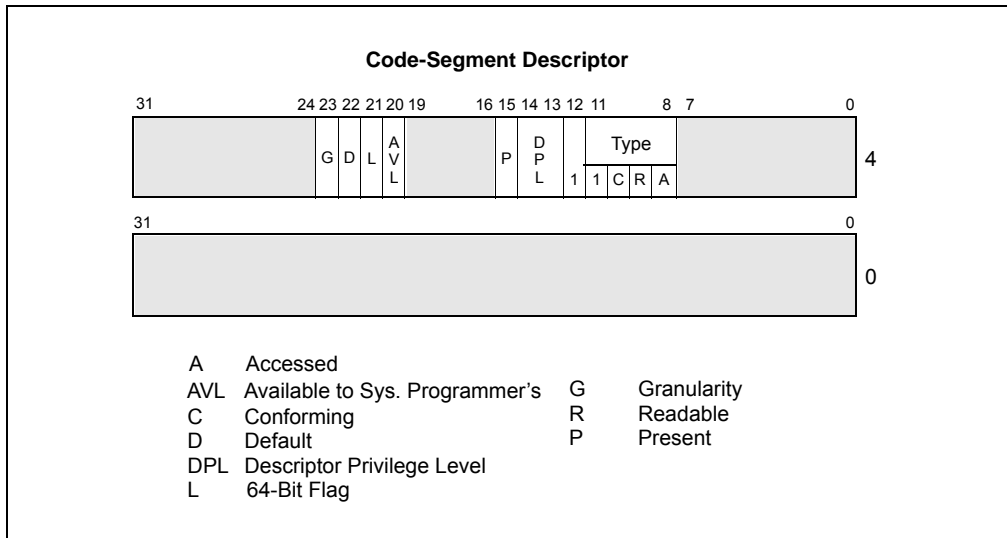 Code-Segment Descriptor
31 24 23 22 21 20 19 16 15 14 13 12 11 8 7 0
G D L AVL P DPL 1 Type 4
1 C R A
31 0
0
A Accessed
AVL Available to Sys. Programmer's G Granularity
C Conforming R Readable
D Default P Present
DPL Descriptor Privilege Level
L 64-Bit Flag